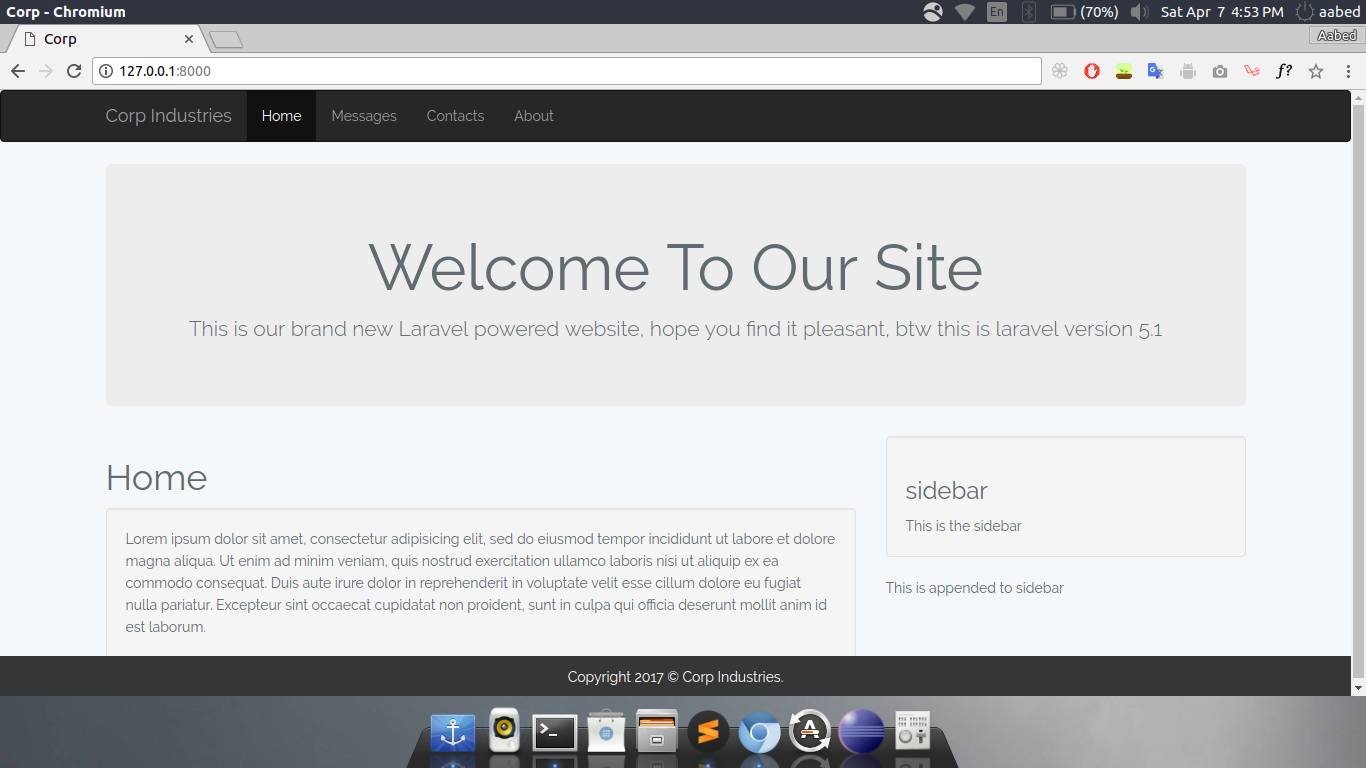 Corp - Chromium
En
(70%)
Sat Apr 7 4:53 PM
aabed
Corp
Aabed
127.0.0.1:8000
f?
Corp Industries
Home
Messages
Contacts
About
Welcome To Our Site
This is our brand new Laravel powered website, hope you find it pleasant, btw this is laravel version 5.1
Home
Lorem ipsum dolor sit amet, consectetur adipisicing elit, sed do eiusmod tempor incididunt ut labore et dolore
magna aliqua. Ut enim ad minim veniam, quis nostrud exercitation ullamco laboris nisi ut aliquip ex ea
commodo consequat. Duis aute irure dolor in reprehenderit in voluptate velit esse cillum dolore eu fugiat
nulla pariatur. Excepteur sint occaecat cupidatat non proident, sunt in culpa qui officia deserunt mollit anim id
est laborum.
sidebar
This is the sidebar
This is appended to sidebar
Copyright 2017 © Corp Industries.